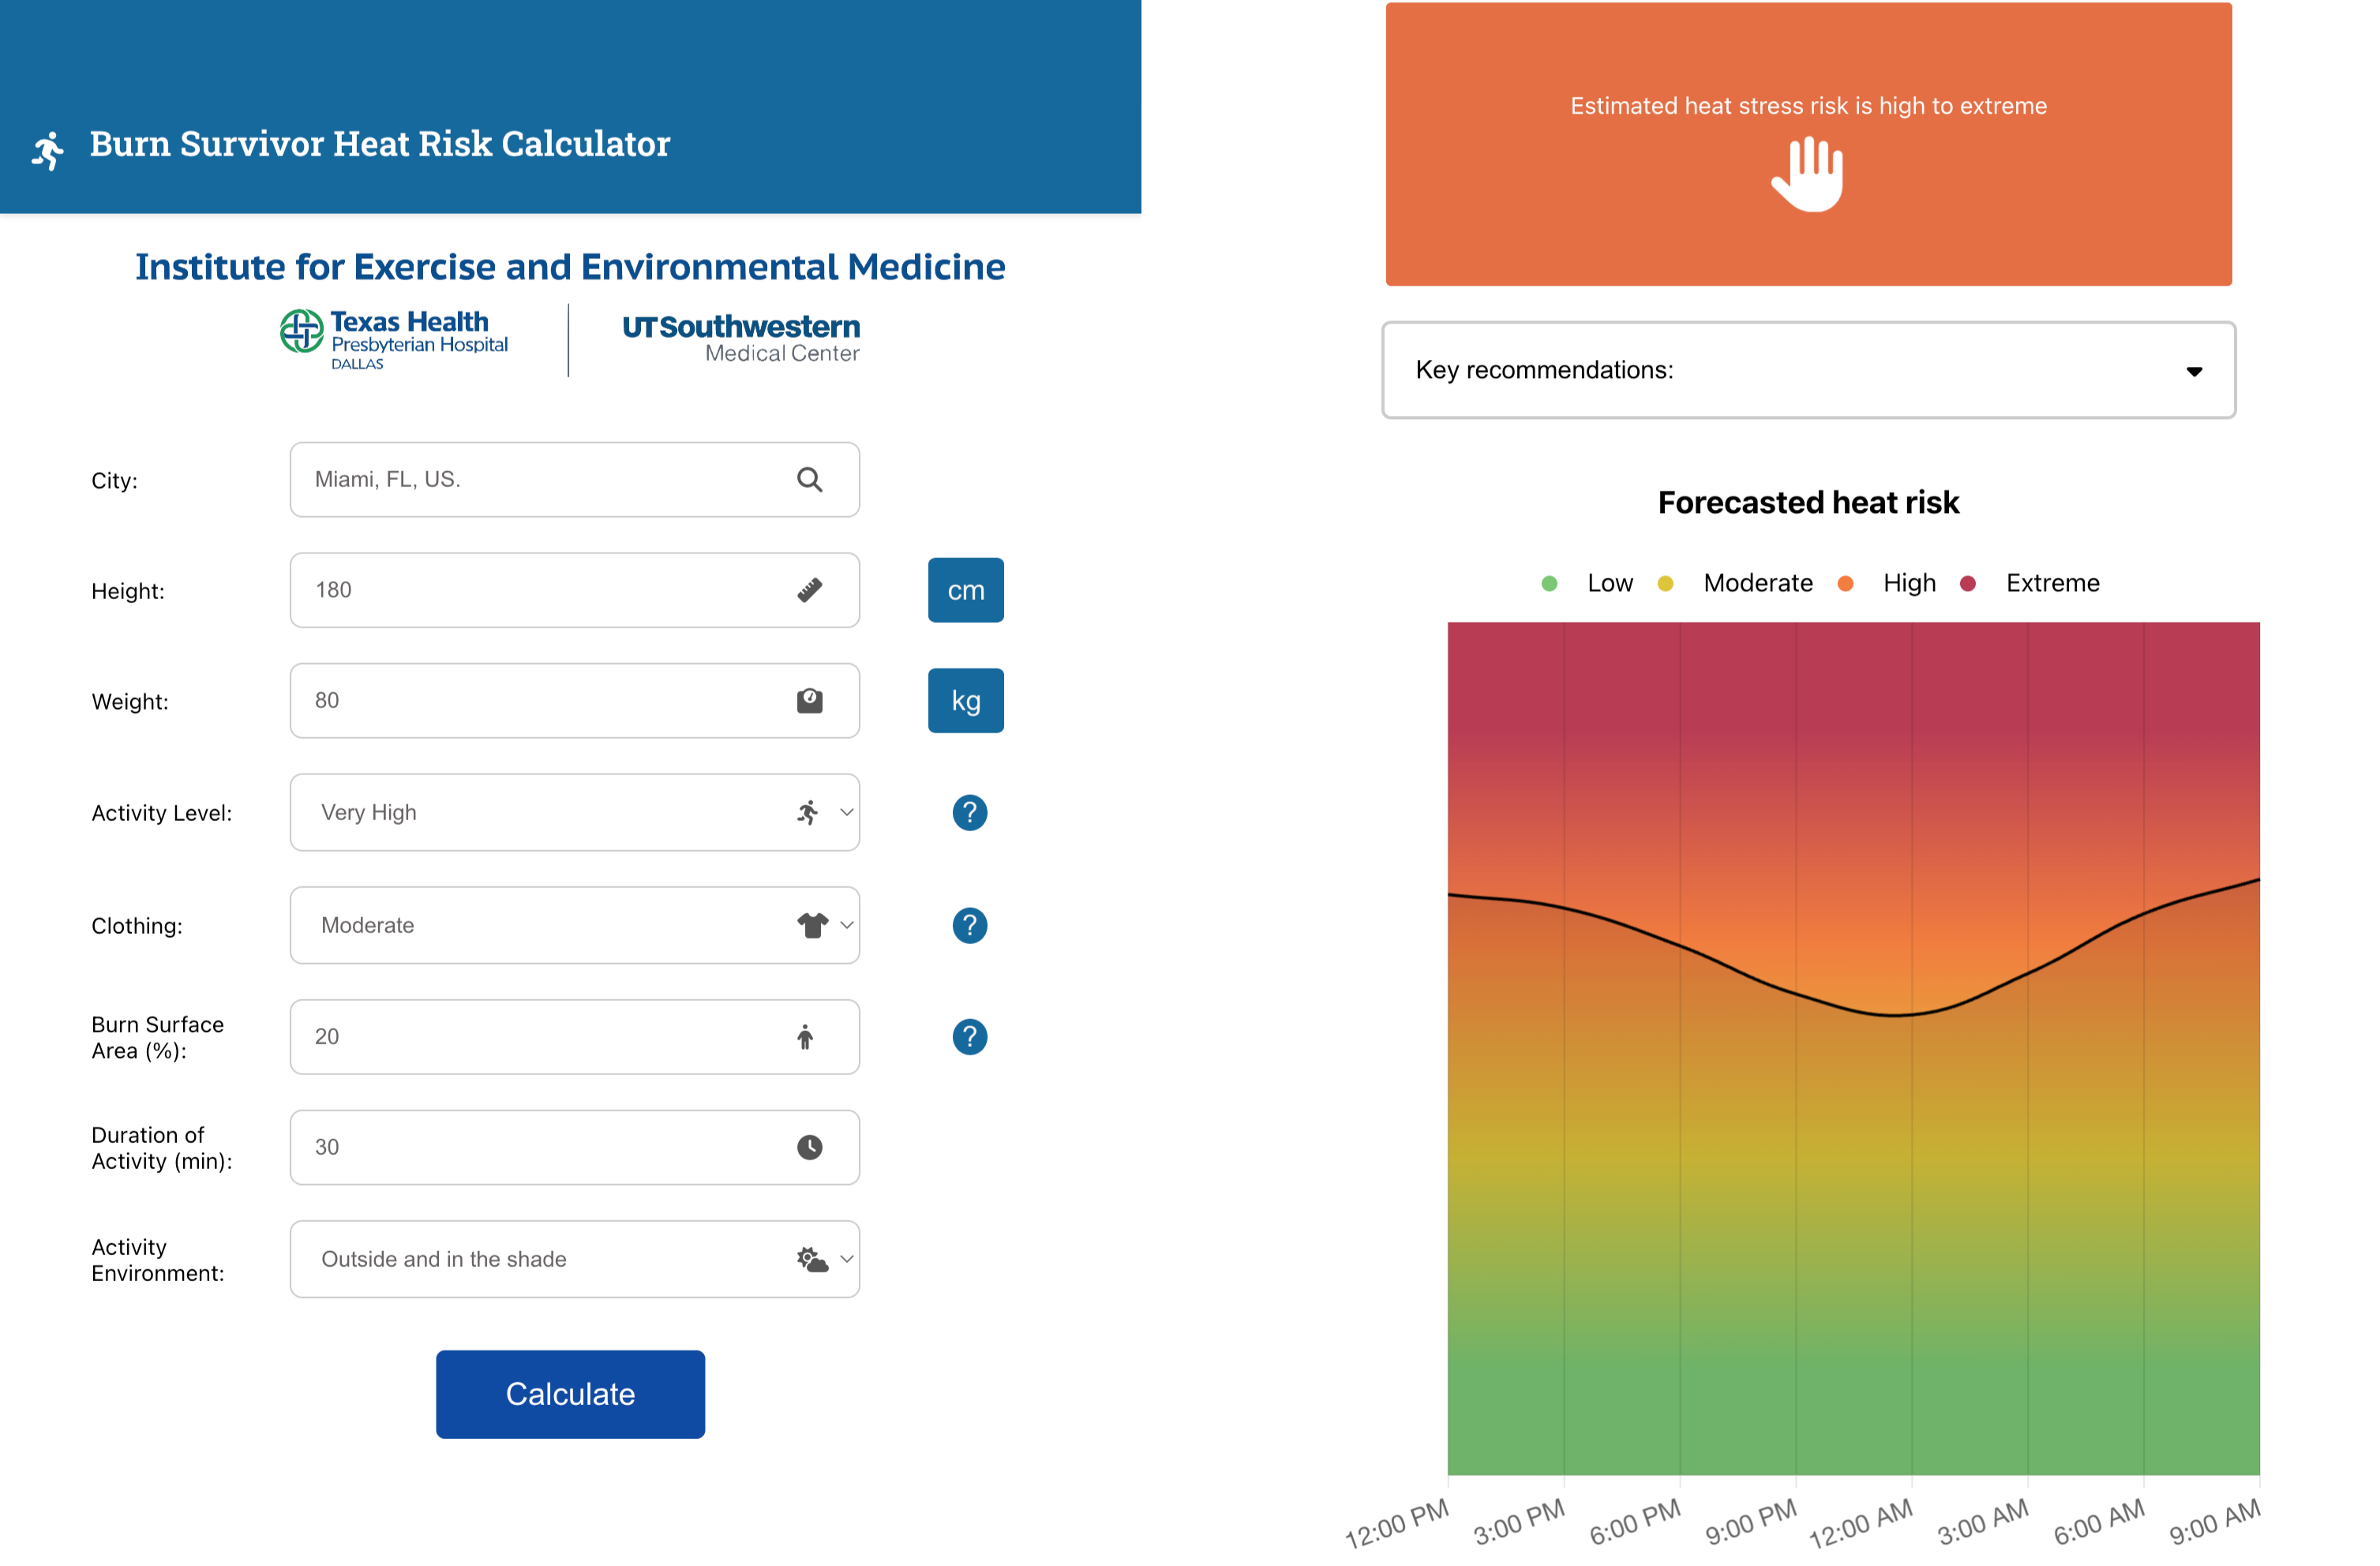 Burn Survivor Heat Risk Calculator
Institute for Exercise and Environmental Medicine
Texas Health
Presbyterian Hospital
DALLAS
UTSouthwestern
Medical Center
City:
Miami, FL, US.
Height:
180
cm
Weight:
80
kg
Activity Level:
Very High
?
Clothing:
Moderate
?
Burn Surface
Area (%):
20
?
Duration of
Activity (min):
30
Activity
Environment:
Outside and in the shade
Calculate
Estimated heat stress risk is high to extreme
Key recommendations:
Forecasted heat risk
Low Moderate High Extreme
12:00 PM 3:00 PM 6:00 PM 9:00 PM 12:00 AM 3:00 AM 6:00 AM 9:00 AM